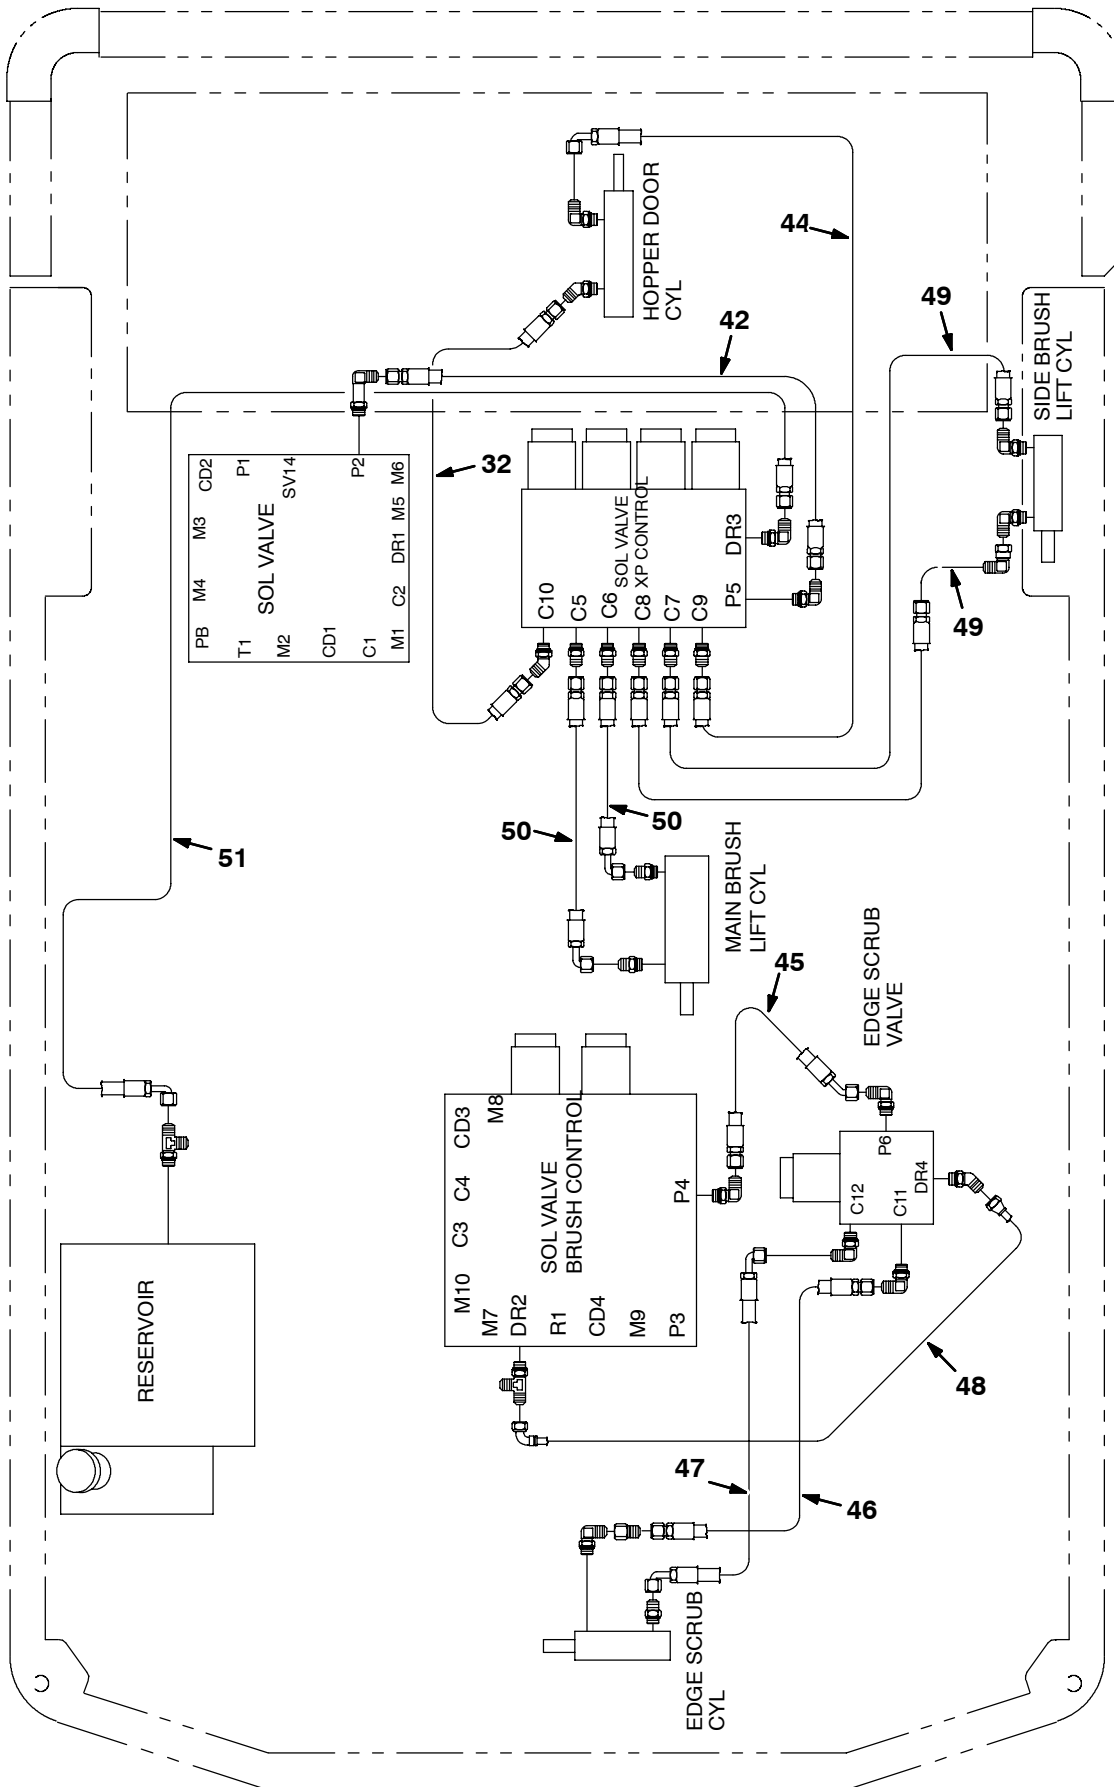 44
HOPPER DOOR
CYL
49
42
SIDE BRUSH
LIFT CYL
32
CD2
P1
SV14
P2
M6
M3
M5
SOL VALVE
DR1
M4
C2
PB
T1
M2
CD1
C1
M1
SOL VALVE
XP CONTROL
DR3
P5
C10
C5
C6
C8
C7
C9
49
50
50
51
MAIN BRUSH
LIFT CYL
45
EDGE SCRUB
VALVE
CD3
M8
C4
C3
M10
M7
DR2
R1
CD4
M9
P3
P4
SOL VALVE
BRUSH CONTROL
P6
DR4
C12
C11
RESERVOIR
48
47
46
EDGE SCRUB
CYL